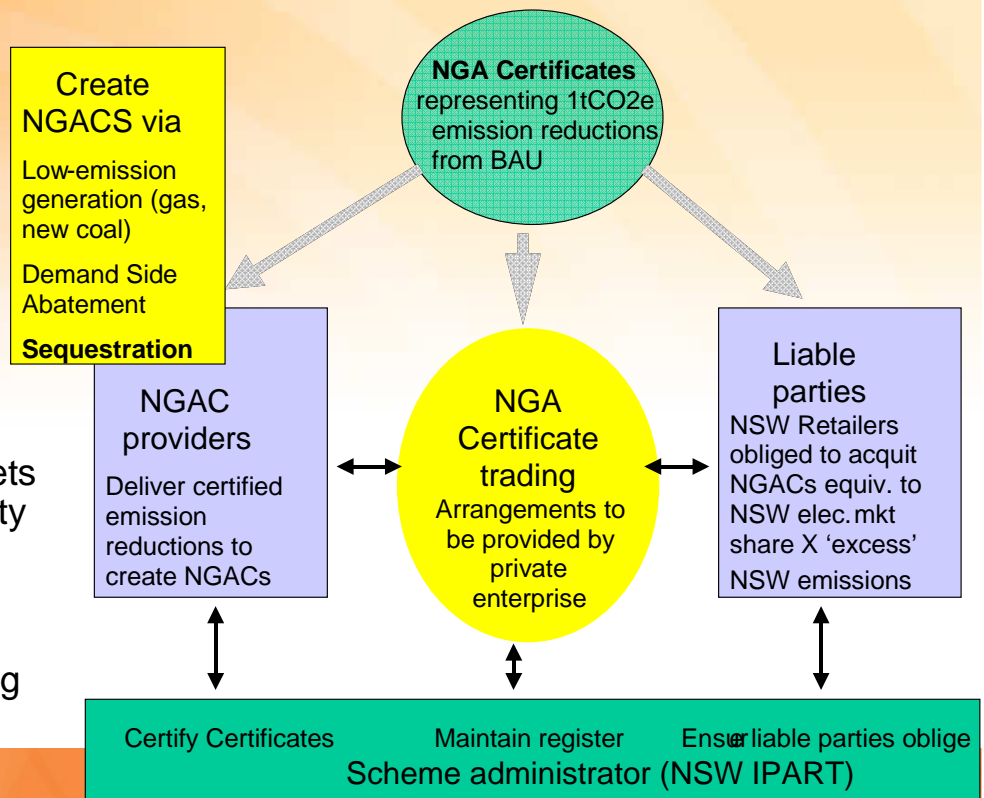 Create
NGACS via
Low-emission
generation (gas,
new coal)
Demand Side
Abatement
Sequestration
NGA Certificates
representing 1tCO2e
emission reductions
from BAU
ets
ty
g
NGAC
providers
Deliver certified
emission
reductions to
create NGACs
NGA
Certificate
trading
Arrangements to
be provided by
private
enterprise
Liable
parties
NSW Retailers
obliged to acquit
NGACs equiv. to
NSW elec.mkt
share X ‘excess’
NSW emissions
Certify Certificates Maintain register Ensure liable parties oblige
Scheme administrator (NSW IPART)